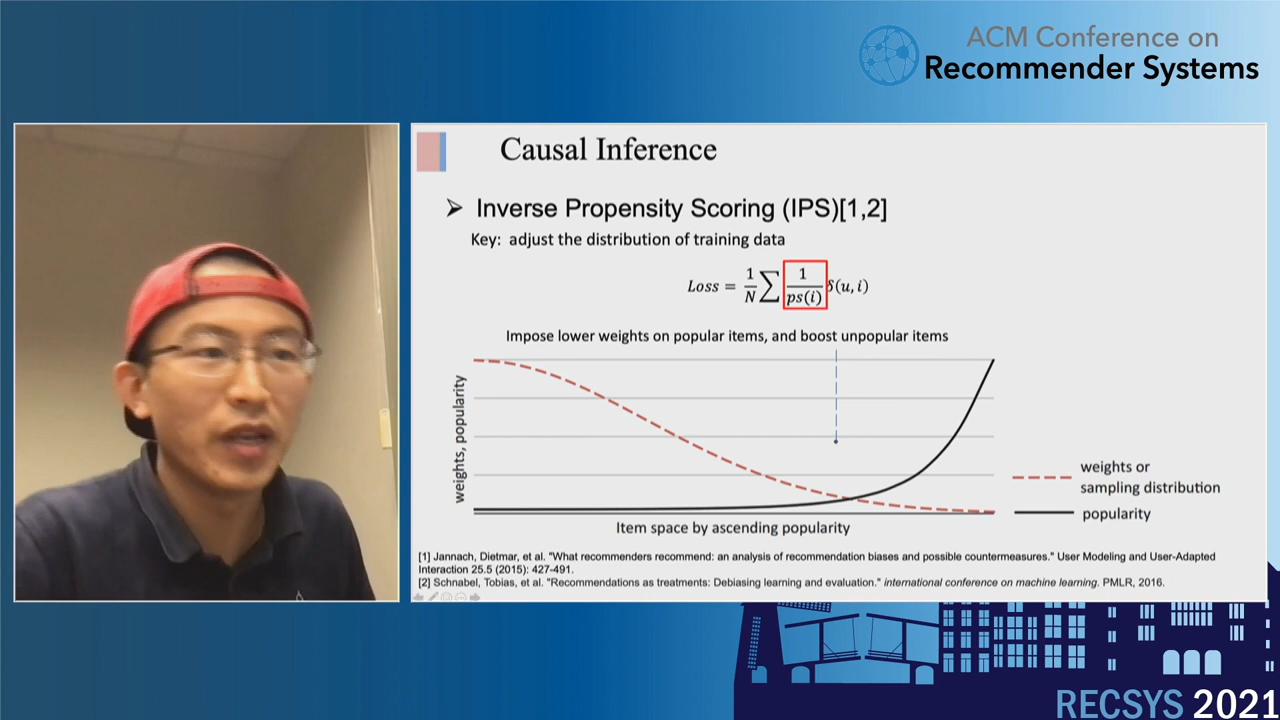 ACM Conference on
Recommender Systems
Causal Inference
➢ Inverse Propensity Scoring (IPS)[1,2]
Key: adjust the distribution of training data
Loss = 1/N ∑ 1/ps(i) δ(u, i)
Impose lower weights on popular items, and boost unpopular items
weights, popularity
weights or
sampling distribution
popularity
Item space by ascending popularity
[1] Jannach, Dietmar, et al. "What recommenders recommend: an analysis of recommendation biases and possible countermeasures." User Modeling and User-Adapted
Interaction 25.5 (2015): 427-491.
[2] Schnabel, Tobias, et al. "Recommendations as treatments: Debiasing learning and evaluation." international conference on machine learning. PMLR, 2016.
RECSYS 2021